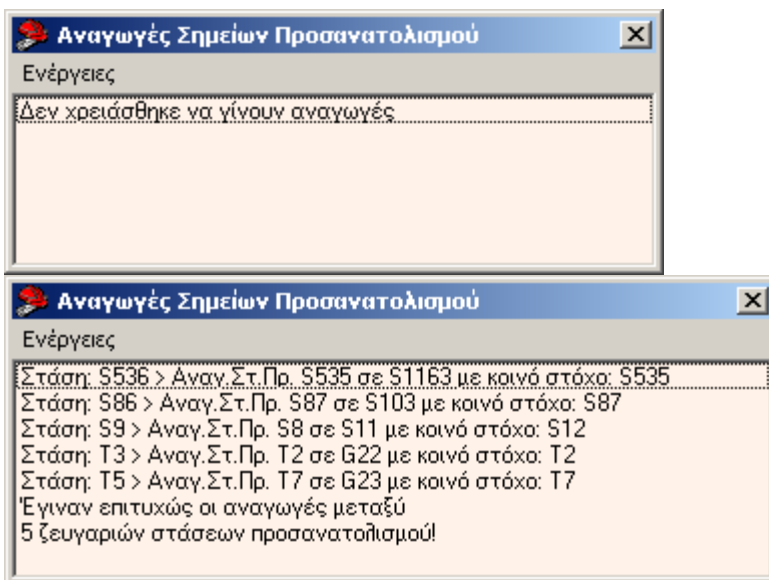 Αναγωγές Σημείων Προσανατολισμού
Ενέργειες
Δεν χρειάσθηκε να γίνουν αναγωγές
Αναγωγές Σημείων Προσανατολισμού
Ενέργειες
Στάση: S536 > Αναγ.Στ.Πρ. S535 σε S1163 με κοινό στόχο: S535
Στάση: S86 > Αναγ.Στ.Πρ. S87 σε S103 με κοινό στόχο: S87
Στάση: S9 > Αναγ.Στ.Πρ. S8 σε S11 με κοινό στόχο: S12
Στάση: T3 > Αναγ.Στ.Πρ. T2 σε G22 με κοινό στόχο: T2
Στάση: T5 > Αναγ.Στ.Πρ. T7 σε G23 με κοινό στόχο: T7
Έγιναν επιτυχώς οι αναγωγές μεταξύ
5 ζευγαριών στάσεων προσανατολισμού!